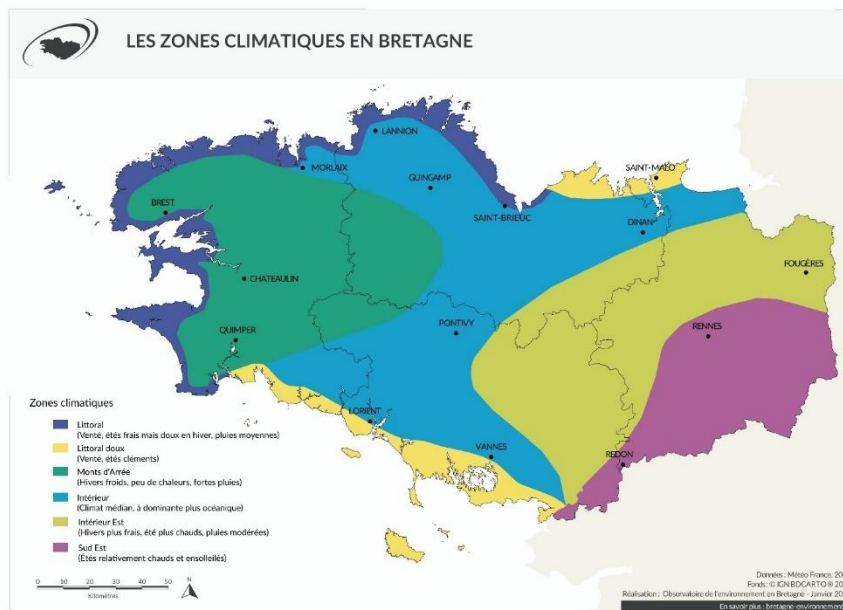 LES ZONES CLIMATIQUES EN BRETAGNE
LANNION
MORLAIX
GUINGAMP
SAINT-MALO
BREST
SAINT-BRIEUC
DINAN
FOUGÈRES
CHATEAULIN
QUIMPER
PONTIVY
RENNES
LORIENT
VANNES
REDON
Zones climatiques
Littoral
(Venté, étés frais mais doux en hiver, pluies moyennes)
Littoral doux
(Venté, étés cléments)
Monts d'Arrée
(Hivers froids, peu de chaleurs, fortes pluies)
Intérieur
(Climat médian, à dominante plus océanique)
Intérieur Est
(Hivers plus frais, été plus chauds, pluies modérées)
Sud Est
(Étés relativement chauds et ensoleillés)
0 10 20 30 40 50
Kilomètres
N
Données : Météo France, 20
Fonds : © IGN BDCARTO® 20
Réalisation : Observatoire de l'environnement en Bretagne - Janvier 20
En savoir plus : bretagne-environnement